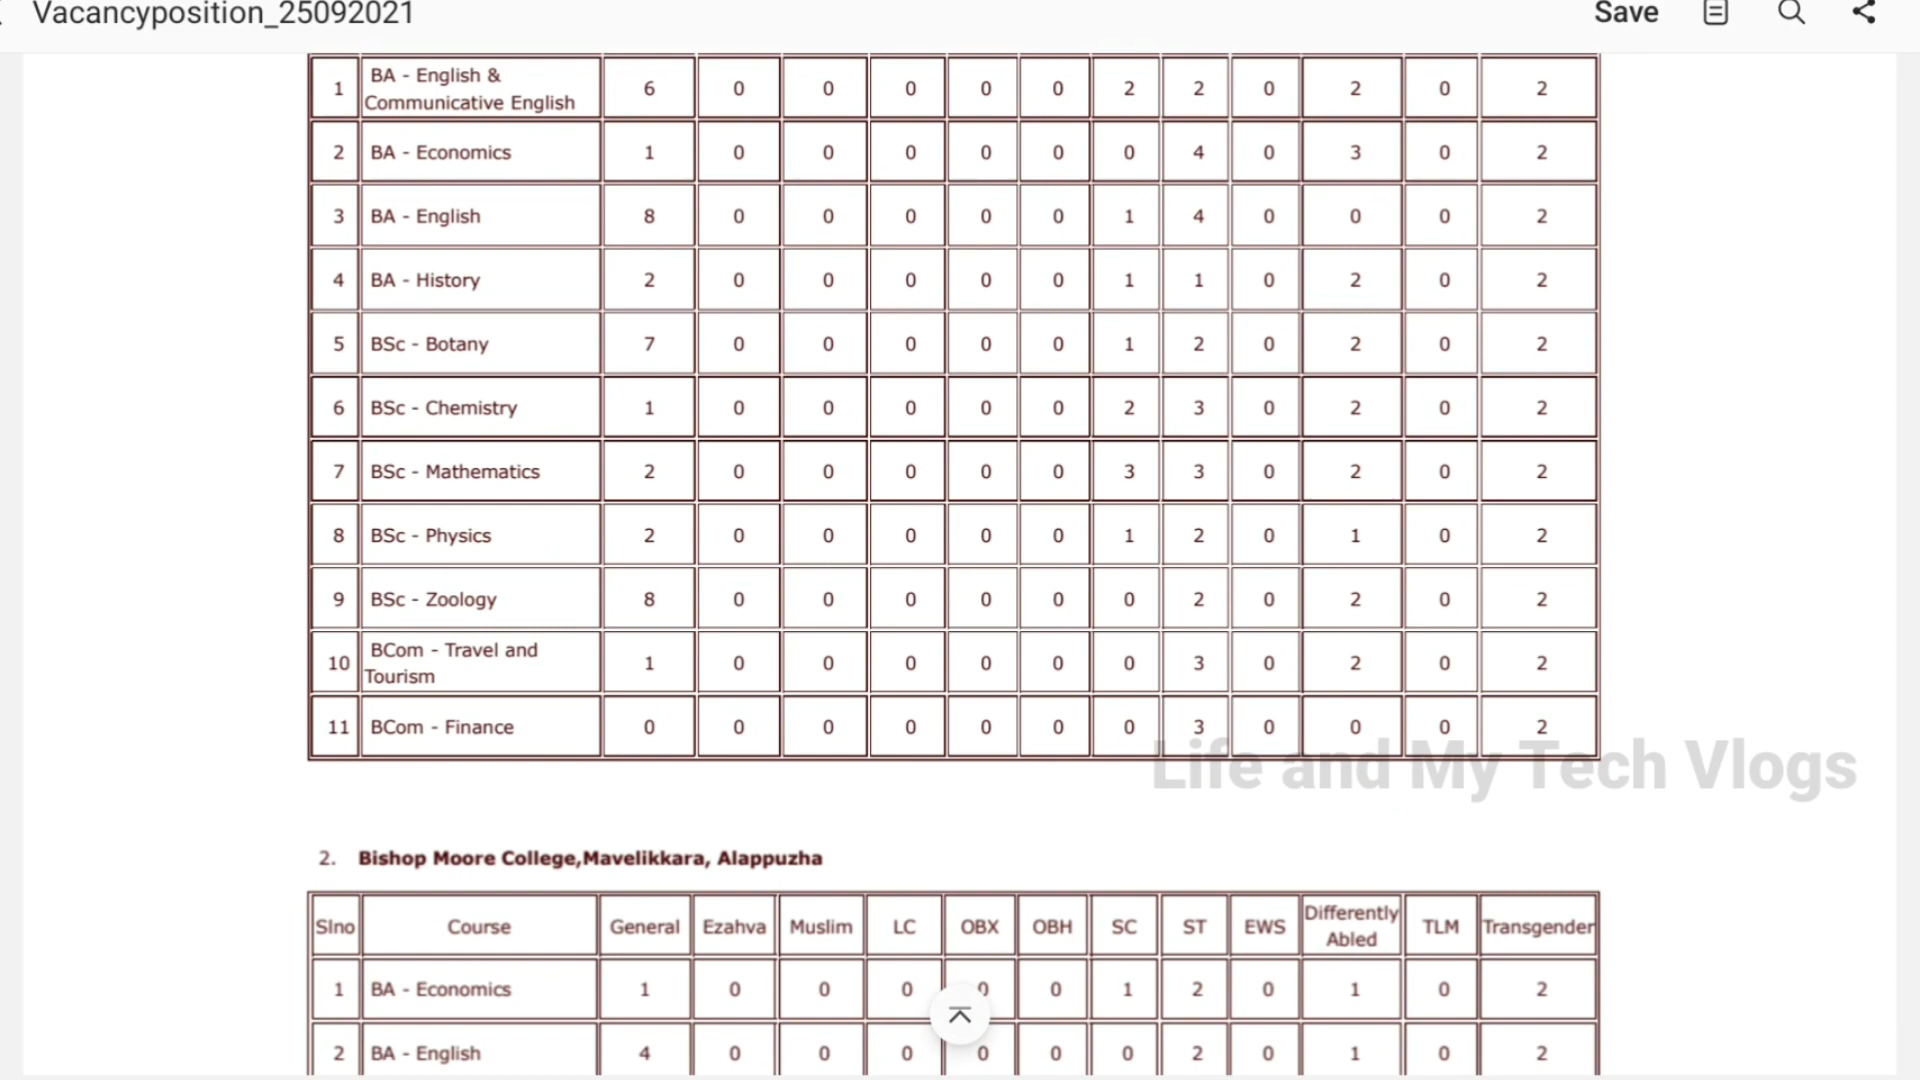 Vacancyposition_25092021 Save
1 BA - English & Communicative English 6 0 0 0 0 0 2 2 0 2 0 2
2 BA - Economics 1 0 0 0 0 0 0 4 0 3 0 2
3 BA - English 8 0 0 0 0 0 1 4 0 0 0 2
4 BA - History 2 0 0 0 0 0 1 1 0 2 0 2
5 BSc - Botany 7 0 0 0 0 0 1 2 0 2 0 2
6 BSc - Chemistry 1 0 0 0 0 0 2 3 0 2 0 2
7 BSc - Mathematics 2 0 0 0 0 0 3 3 0 2 0 2
8 BSc - Physics 2 0 0 0 0 0 1 2 0 1 0 2
9 BSc - Zoology 8 0 0 0 0 0 0 2 0 2 0 2
10 BCom - Travel and Tourism 1 0 0 0 0 0 0 3 0 2 0 2
11 BCom - Finance 0 0 0 0 0 0 0 3 0 0 0 2
Life and My Tech Vlogs
2. Bishop Moore College,Mavelikkara, Alappuzha
Slno Course General Ezahva Muslim LC OBX OBH SC ST EWS Differently Abled TLM Transgender
1 BA - Economics 1 0 0 0 0 0 1 2 0 1 0 2
2 BA - English 4 0 0 0 0 0 0 2 0 1 0 2